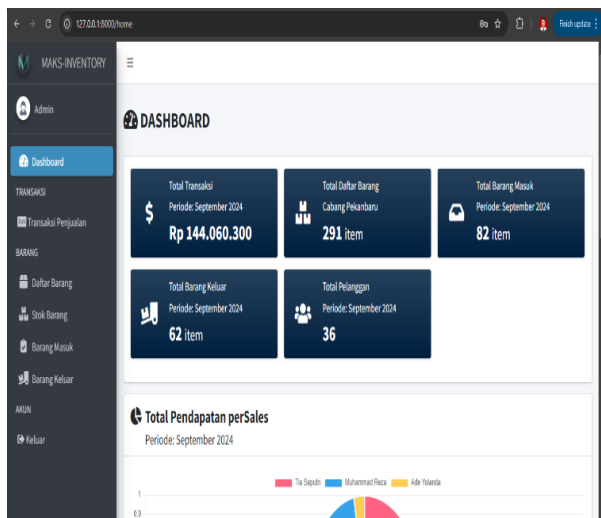 127.0.0.1:8000/home
Finish update
MAKS-INVENTORY
Admin
Dashboard
TRANSAKSI
Transaksi Penjualan
BARANG
Daftar Barang
Stok Barang
Barang Masuk
Barang Keluar
AKUN
Keluar
DASHBOARD
Total Transaksi
Periode: September 2024
Rp 144.060.300
Total Daftar Barang
Cabang Pekanbaru
291 item
Total Barang Masuk
Periode: September 2024
82 item
Total Barang Keluar
Periode: September 2024
62 item
Total Pelanggan
Periode: September 2024
36
Total Pendapatan perSales
Periode: September 2024
Tia Saputri Muhammad Reza Ade Yolanda
1
0.9